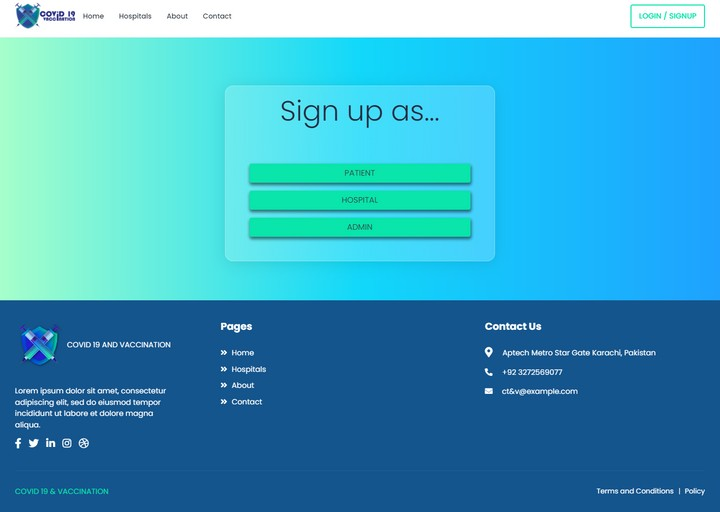 COVID 19
VACCINATION
Home
Hospitals
About
Contact
LOGIN / SIGNUP
Sign up as...
PATIENT
HOSPITAL
ADMIN
COVID 19 AND VACCINATION
Lorem ipsum dolor sit amet, consectetur
adipiscing elit, sed do eiusmod tempor
incididunt ut labore et dolore magna
aliqua.
Pages
Home
Hospitals
About
Contact
Contact Us
Aptech Metro Star Gate Karachi, Pakistan
+92 3272569077
ct&v@example.com
COVID 19 & VACCINATION
Terms and Conditions | Policy